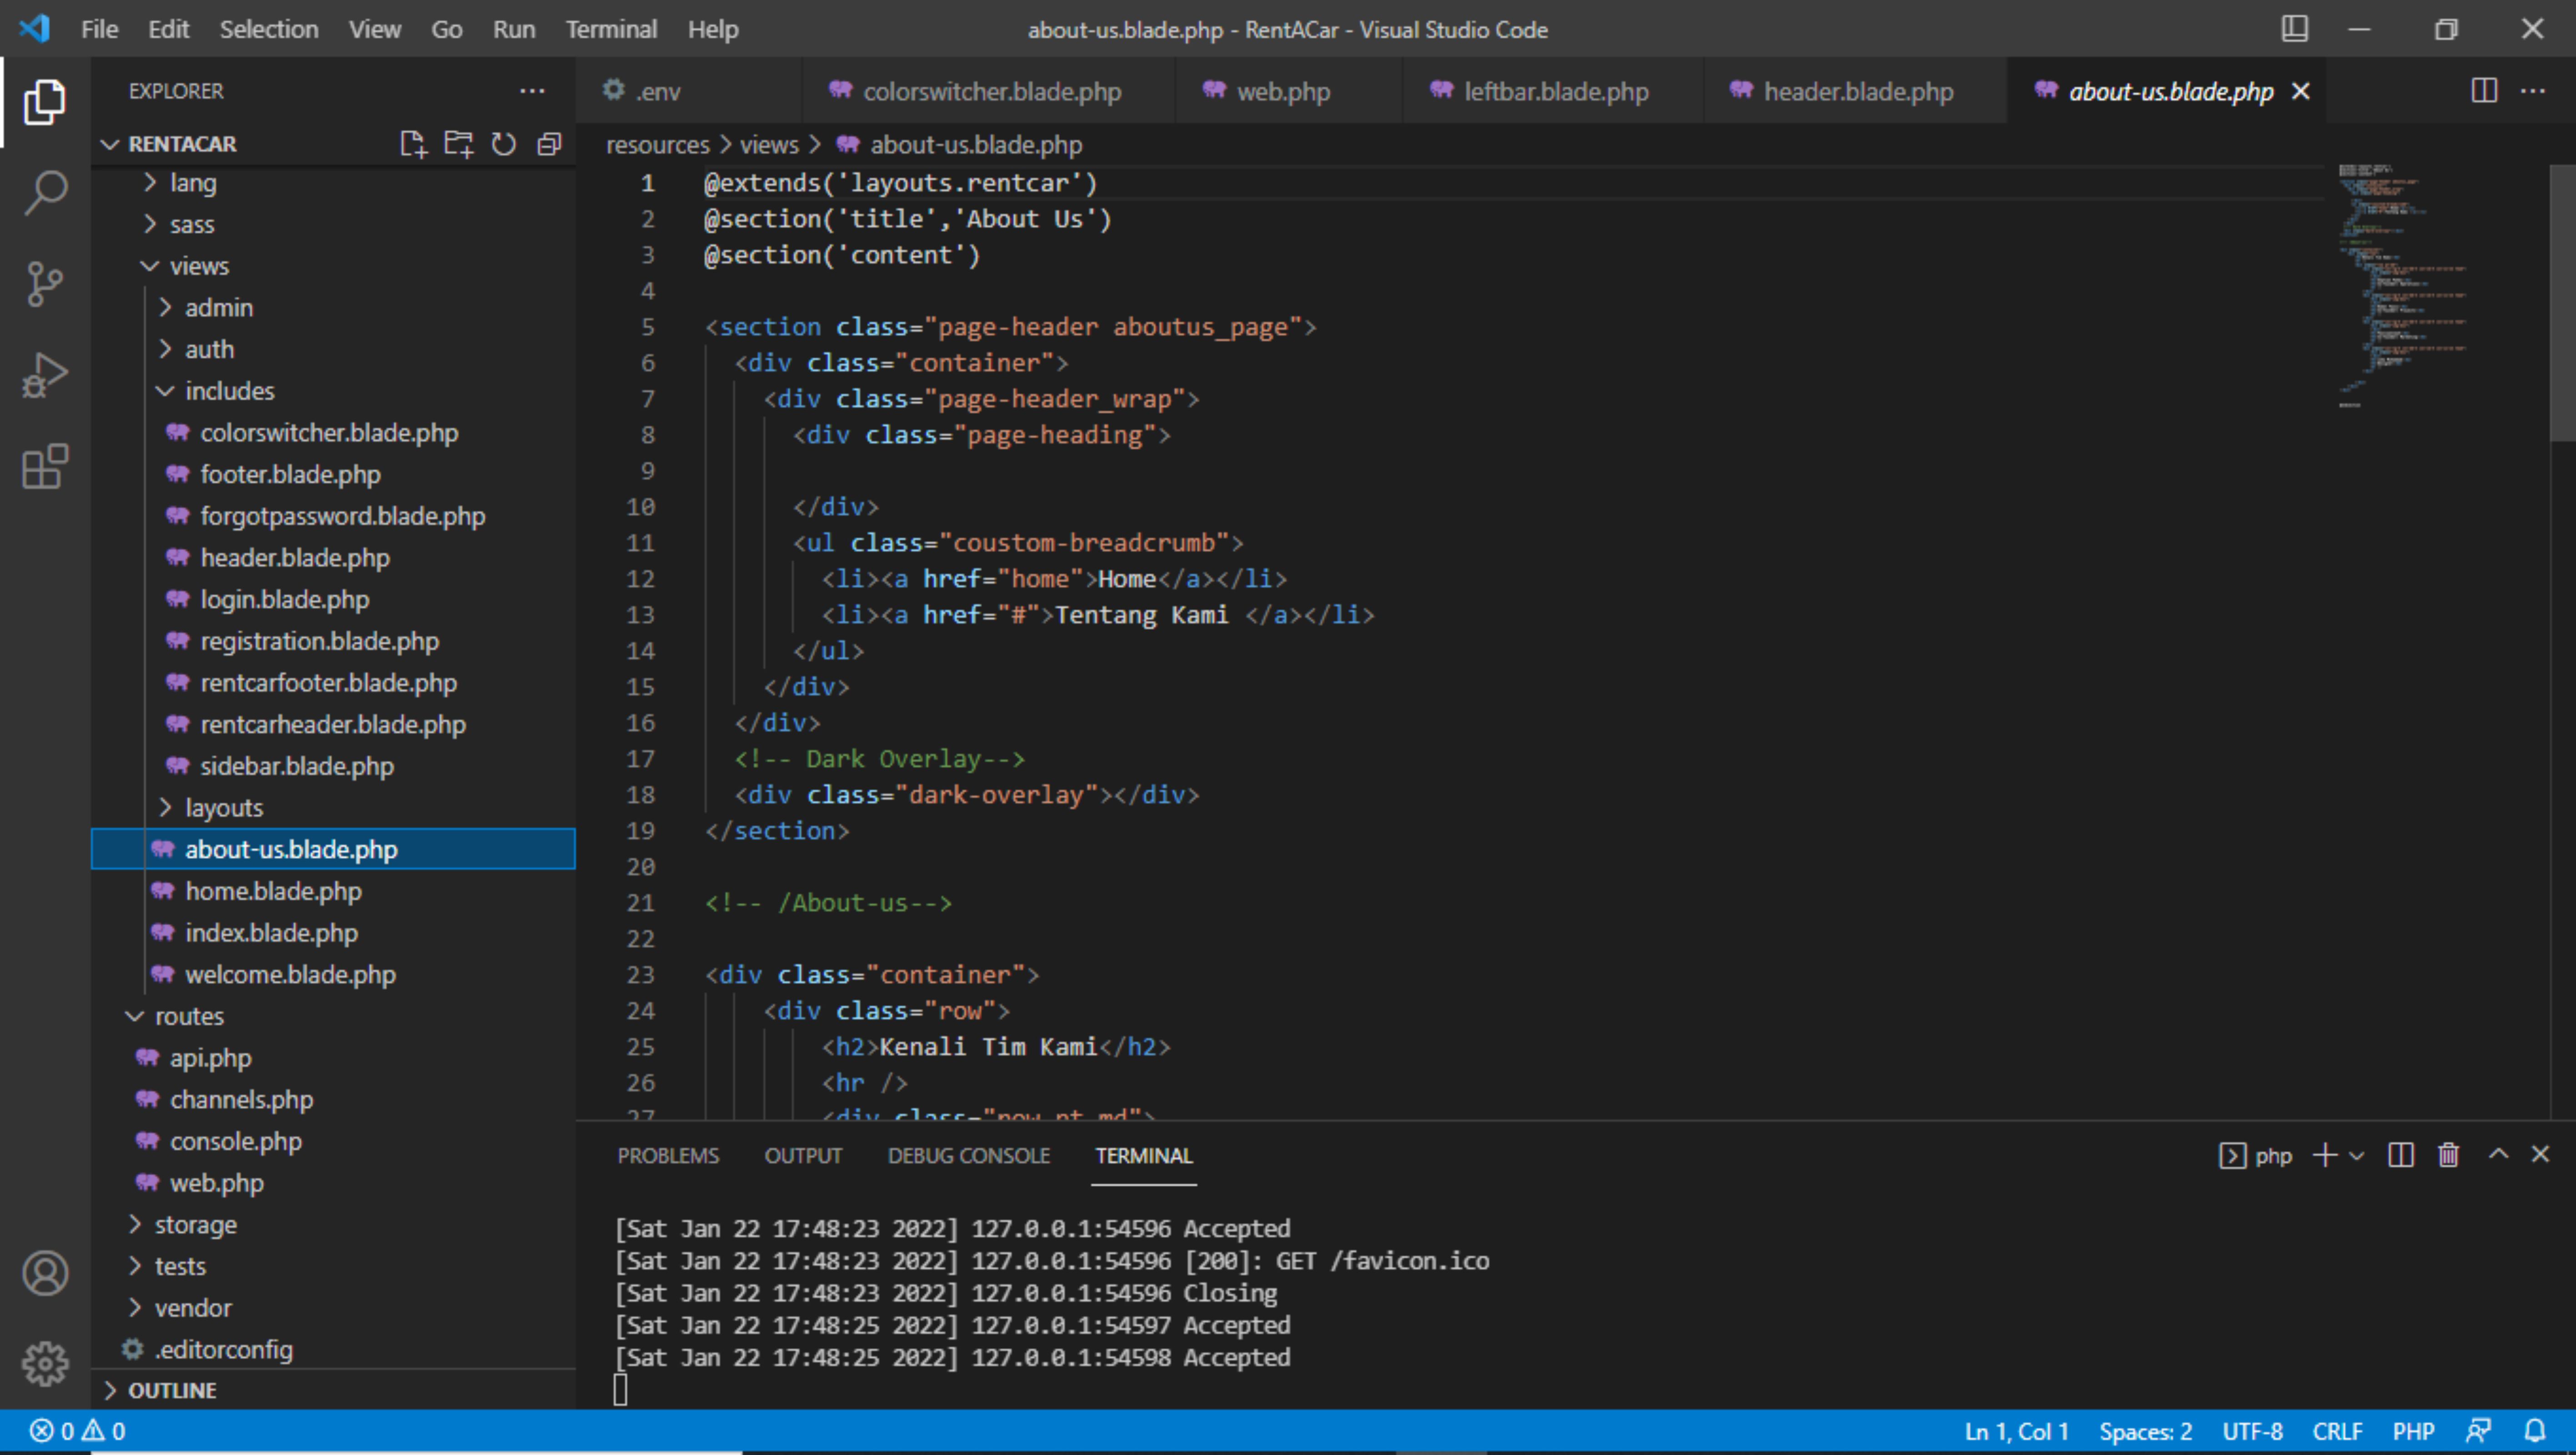 File Edit Selection View Go Run Terminal Help
about-us.blade.php - RentACar - Visual Studio Code
EXPLORER
RENTACAR
lang
sass
views
admin
auth
includes
colorswitcher.blade.php
footer.blade.php
forgotpassword.blade.php
header.blade.php
login.blade.php
registration.blade.php
rentcarfooter.blade.php
rentcarheader.blade.php
sidebar.blade.php
layouts
about-us.blade.php
home.blade.php
index.blade.php
welcome.blade.php
routes
api.php
channels.php
console.php
web.php
storage
tests
vendor
.editorconfig
OUTLINE
.env colorswitcher.blade.php web.php leftbar.blade.php header.blade.php about-us.blade.php
resources > views > about-us.blade.php
1 @extends('layouts.rentcar')
2 @section('title','About Us')
3 @section('content')
4
5 <section class="page-header aboutus_page">
6 <div class="container">
7 <div class="page-header_wrap">
8 <div class="page-heading">
9
10 </div>
11 <ul class="coustom-breadcrumb">
12 <li><a href="home">Home</a></li>
13 <li><a href="#">Tentang Kami </a></li>
14 </ul>
15 </div>
16 </div>
17 <!-- Dark Overlay-->
18 <div class="dark-overlay"></div>
19 </section>
20
21 <!-- /About-us-->
22
23 <div class="container">
24 <div class="row">
25 <h2>Kenali Tim Kami</h2>
26 <hr />
27 <div class="row pt-md">
PROBLEMS OUTPUT DEBUG CONSOLE TERMINAL
php
[Sat Jan 22 17:48:23 2022] 127.0.0.1:54596 Accepted
[Sat Jan 22 17:48:23 2022] 127.0.0.1:54596 [200]: GET /favicon.ico
[Sat Jan 22 17:48:23 2022] 127.0.0.1:54596 Closing
[Sat Jan 22 17:48:25 2022] 127.0.0.1:54597 Accepted
[Sat Jan 22 17:48:25 2022] 127.0.0.1:54598 Accepted
0 0
Ln 1, Col 1 Spaces: 2 UTF-8 CRLF PHP